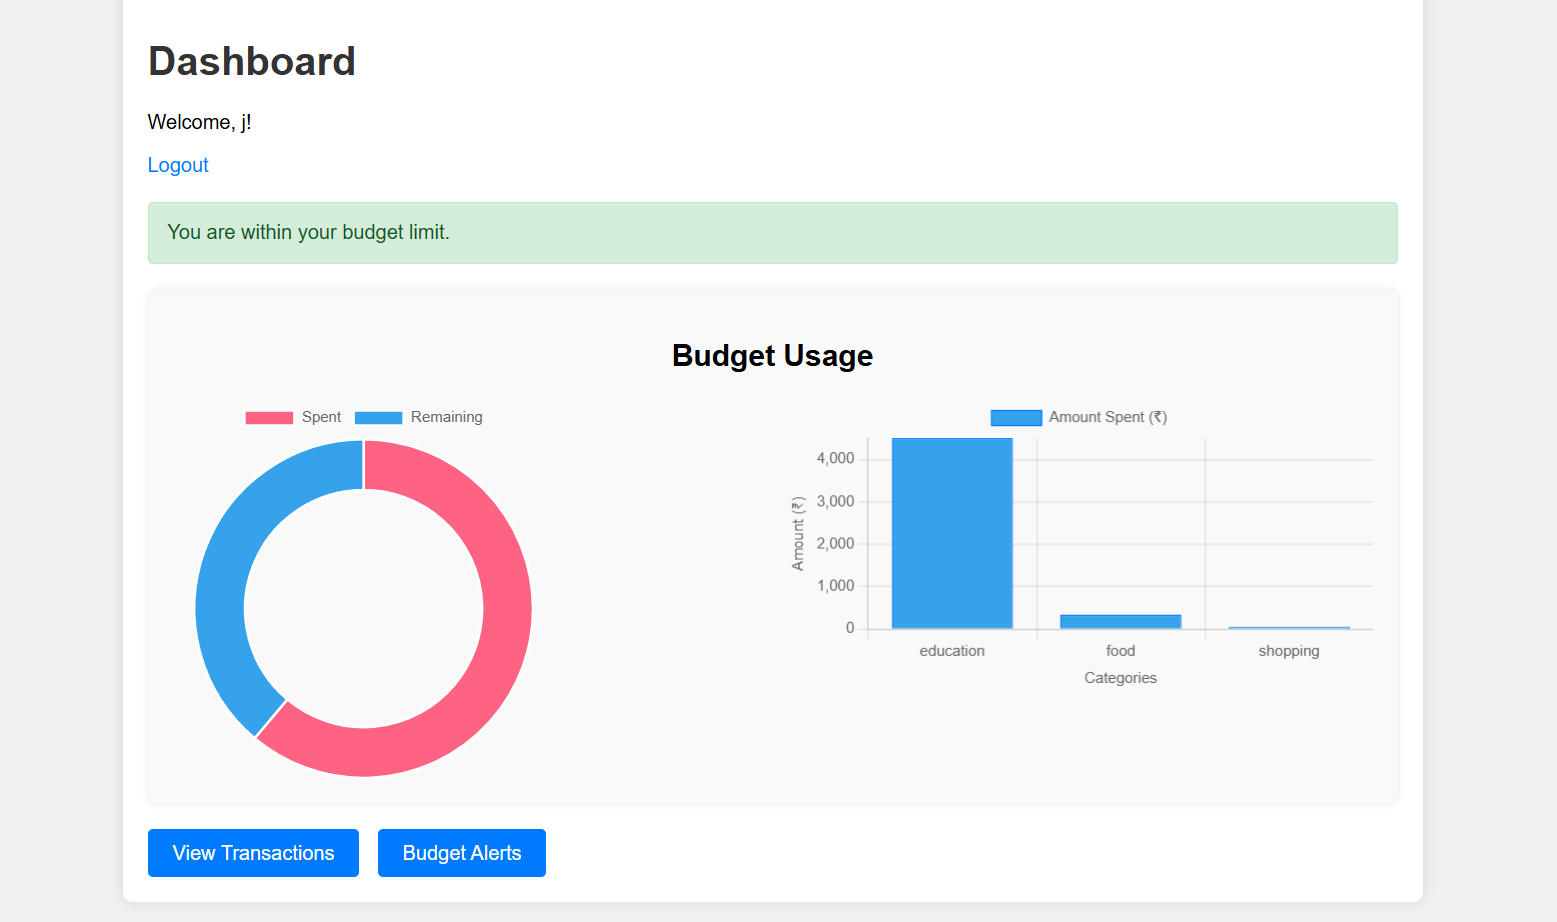 Dashboard
Welcome, j!
Logout
You are within your budget limit.
Budget Usage
Spent Remaining
Amount Spent (₹)
Amount (₹)
4,000
3,000
2,000
1,000
0
education food shopping
Categories
View Transactions Budget Alerts